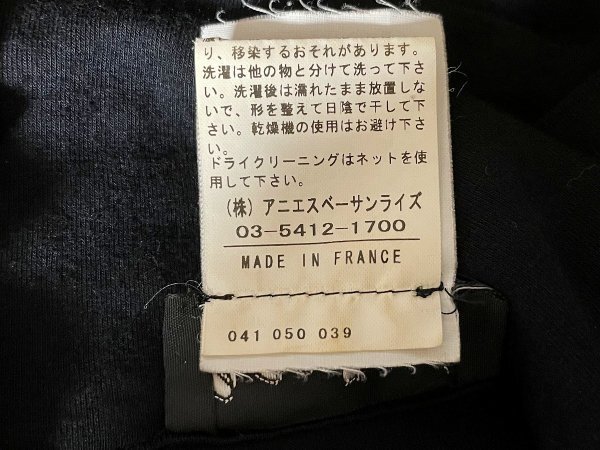 り、移染するおそれがあります。
洗濯は他の物と分けて洗って下さ
い。洗濯後は濡れたまま放置しな
いで、形を整えて日陰で干して下
さい。乾燥機の使用はお避け下さ
い。
ドライクリーニングはネットを使
用して下さい。
(株)アニエスベーサンライズ
03-5412-1700
MADE IN FRANCE
041 050 039